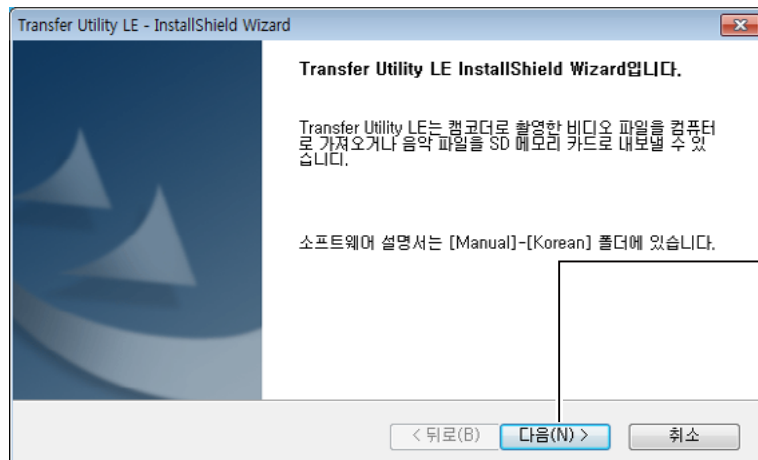 Transfer Utility LE - InstallShield Wizard
Transfer Utility LE InstallShield Wizard입니다.
Transfer Utility LE는 캠코더로 촬영한 비디오 파일을 컴퓨터
로 가져오거나 음악 파일을 SD 메모리 카드로 내보낼 수 있
습니다.
소프트웨어 설명서는 [Manual]-[Korean] 폴더에 있습니다.
< 뒤로(B) 다음(N) > 취소